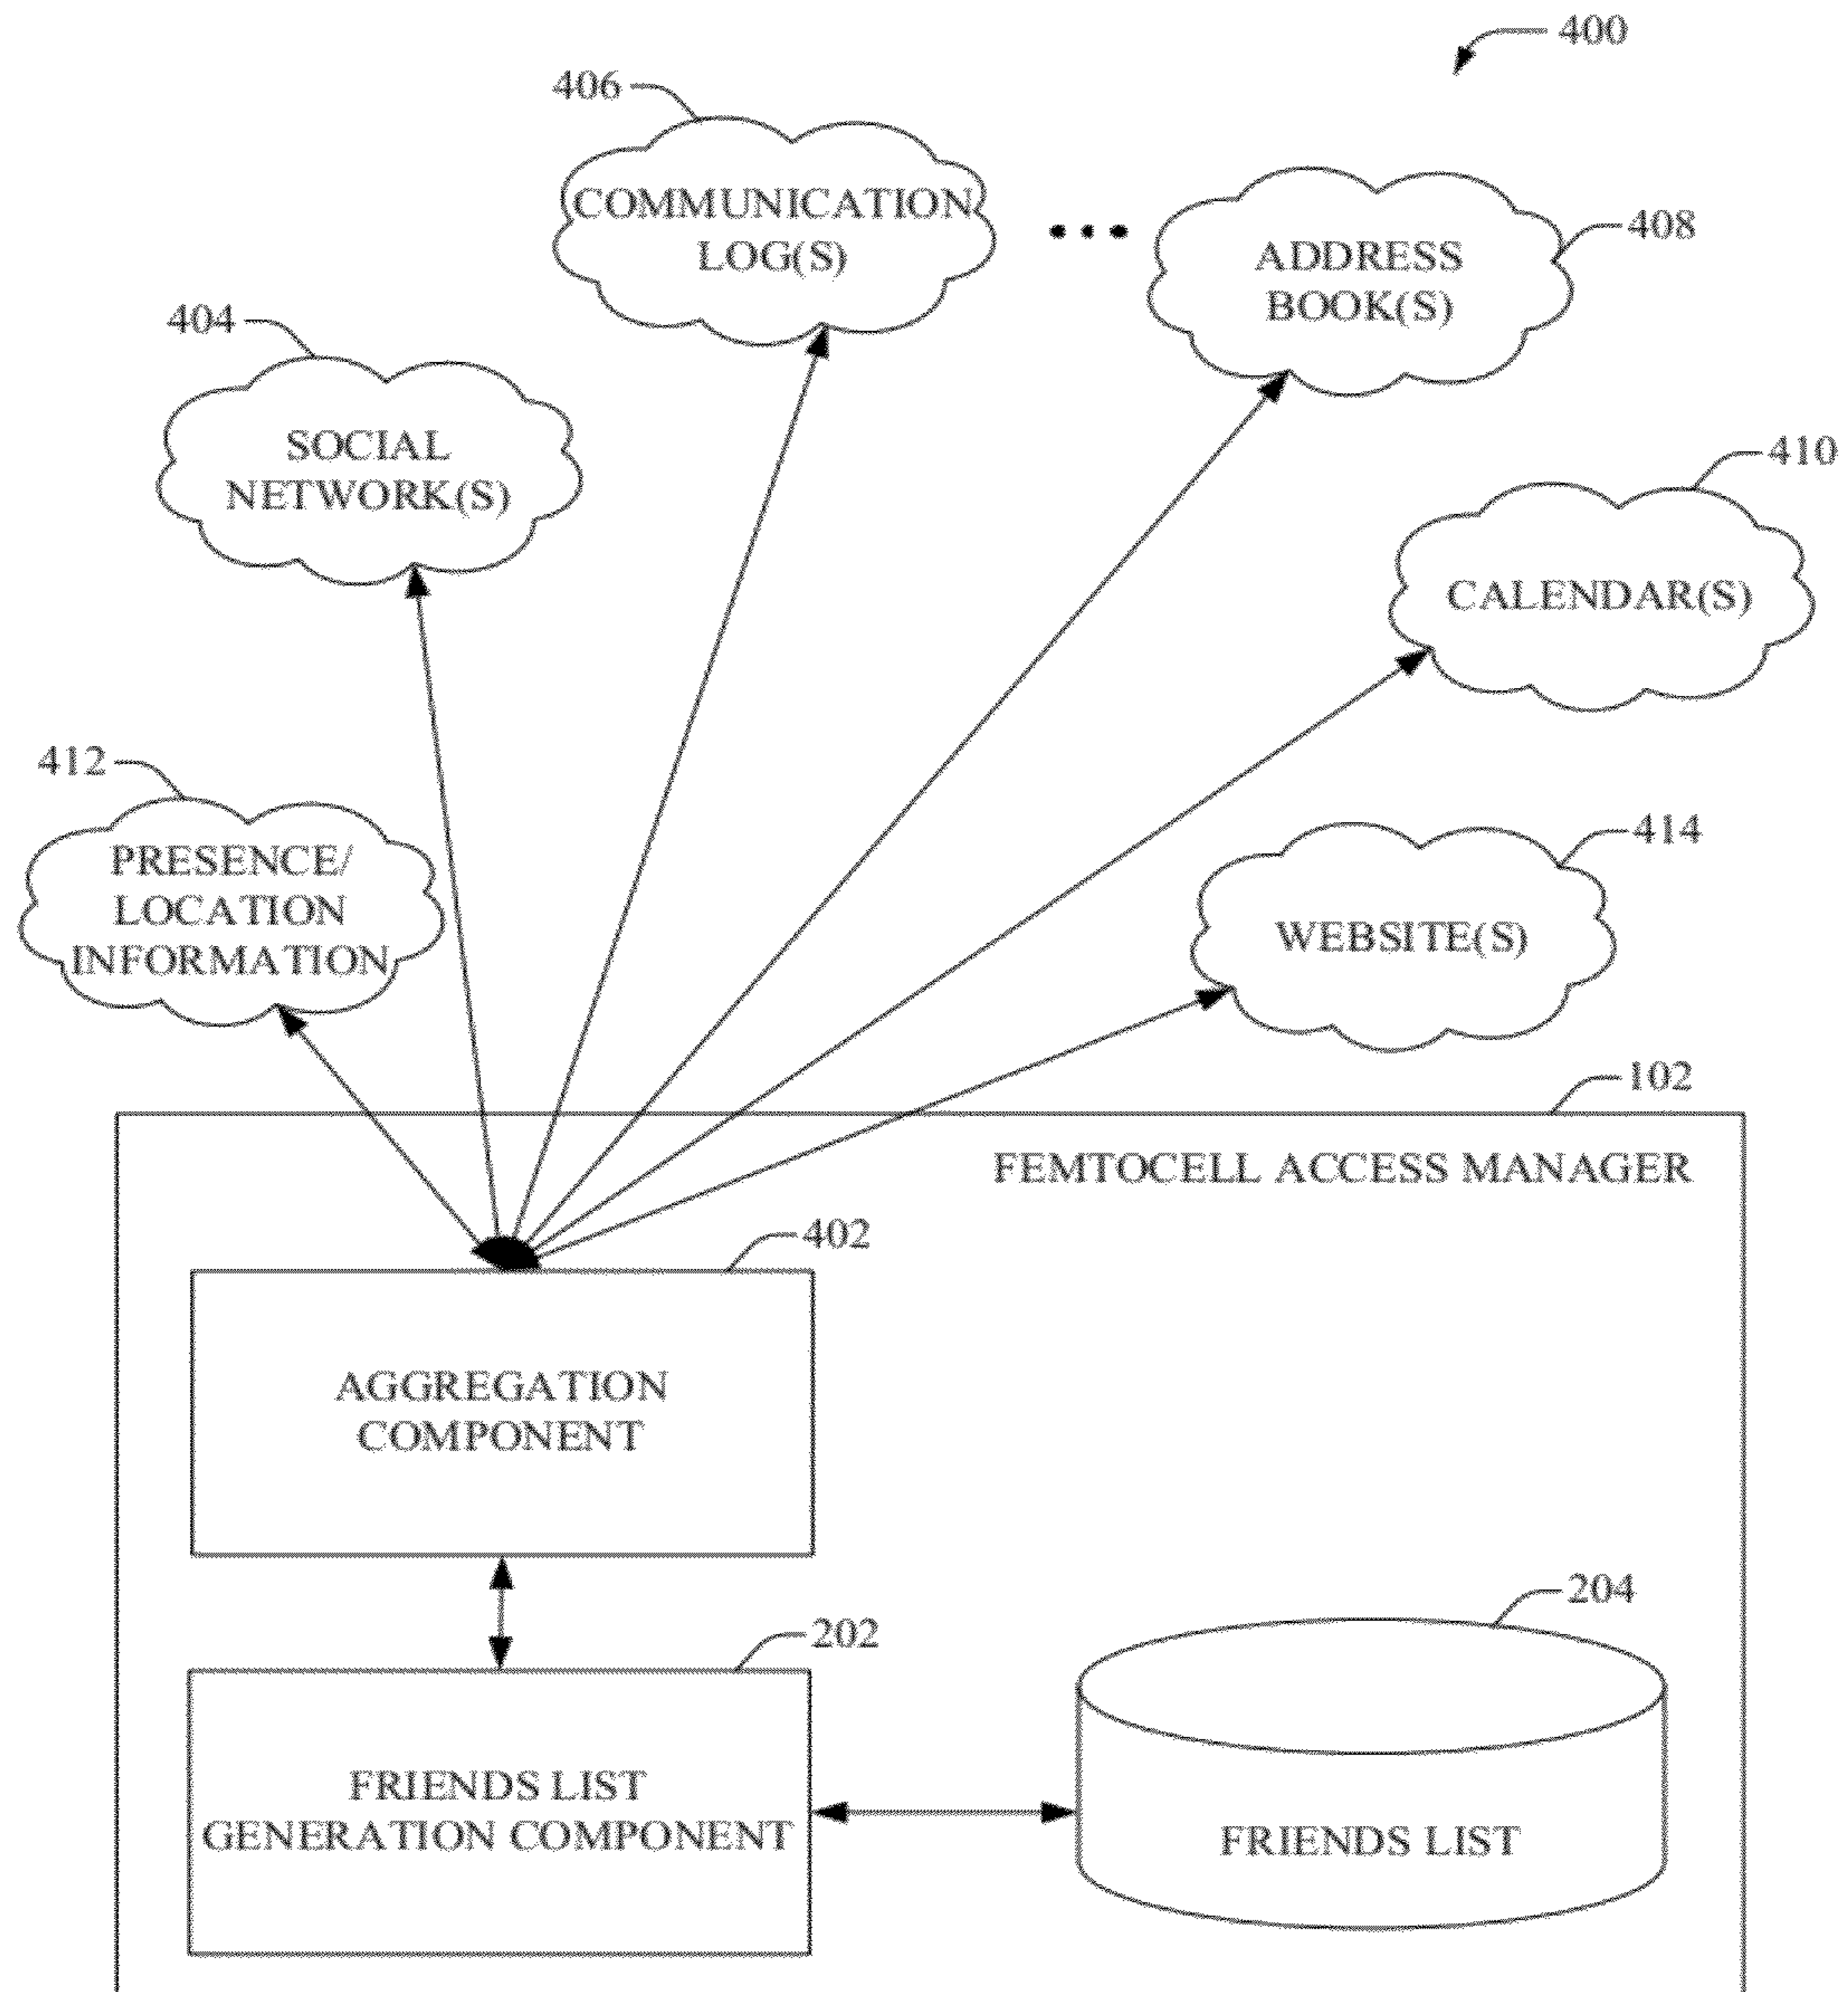 400
406
COMMUNICATION
LOG(S)
...
408
ADDRESS
BOOK(S)
404
SOCIAL
NETWORK(S)
410
CALENDAR(S)
412
PRESENCE/
LOCATION
INFORMATION
414
WEBSITE(S)
102
FEMTOCELL ACCESS MANAGER
402
AGGREGATION
COMPONENT
202
FRIENDS LIST
GENERATION COMPONENT
204
FRIENDS LIST